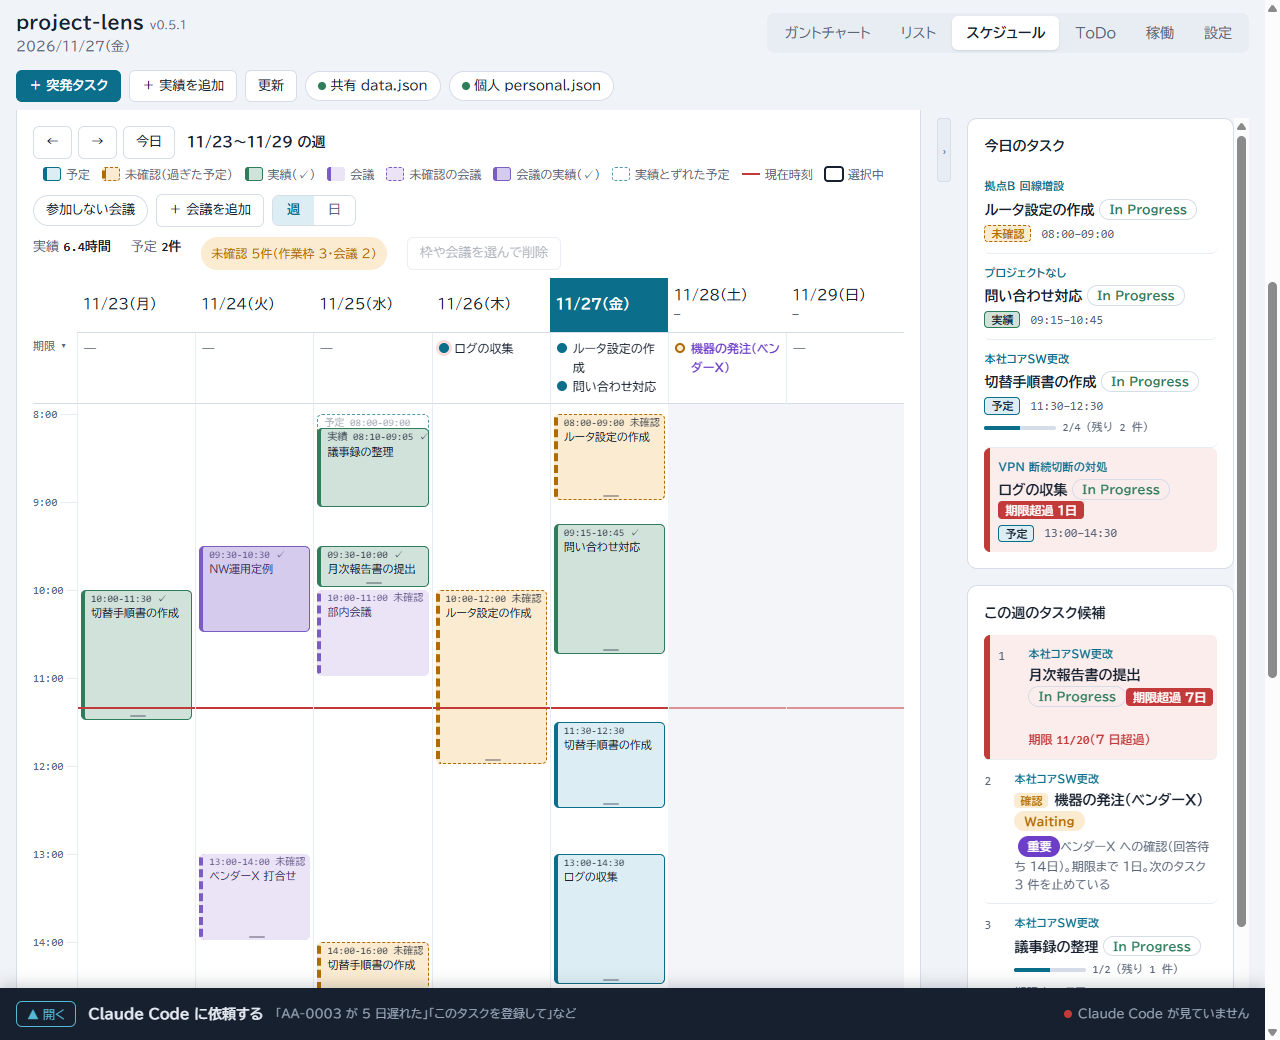 project-lens v0.5.1
2026/11/27(金)
ガントチャート リスト スケジュール ToDo 稼働 設定
＋ 突発タスク ＋ 実績を追加 更新 共有 data.json 個人 personal.json
← → 今日 11/23〜11/29 の週
予定 未確認(過ぎた予定) 実績(✓) 会議 未確認の会議 会議の実績(✓) 実績とずれた予定 現在時刻 選択中
参加しない会議 ＋ 会議を追加 週 日
実績 6.4時間 予定 2件 未確認 5件(作業枠 3・会議 2) 枠や会議を選んで削除
11/23(月) 11/24(火) 11/25(水) 11/26(木) 11/27(金) 11/28(土) – 11/29(日) –
期限 ▾ — — — ログの収集 ルータ設定の作成 機器の発注(ベンダーX) —
問い合わせ対応
8:00
予定 08:00-09:00
実績 08:10-09:05 ✓
議事録の整理
08:00-09:00 未確認
ルータ設定の作成
9:00
09:15-10:45 ✓
問い合わせ対応
09:30-10:30 ✓
NW運用定例
09:30-10:00 ✓
月次報告書の提出
10:00
10:00-11:30 ✓
切替手順書の作成
10:00-11:00 未確認
部内会議
10:00-12:00 未確認
ルータ設定の作成
11:00
11:30-12:30
切替手順書の作成
12:00
13:00
13:00-14:00 未確認
ベンダーX 打合せ
13:00-14:30
ログの収集
14:00
14:00-16:00 未確認
切替手順書の作成
›
今日のタスク
拠点B 回線増設
ルータ設定の作成 In Progress
未確認 08:00-09:00
プロジェクトなし
問い合わせ対応 In Progress
実績 09:15-10:45
本社コアSW更改
切替手順書の作成 In Progress
予定 11:30-12:30
2/4 (残り 2 件)
VPN 断続切断の対処
ログの収集 In Progress
期限超過 1日
予定 13:00-14:30
この週のタスク候補
1 本社コアSW更改
月次報告書の提出
In Progress 期限超過 7日
期限 11/20(7 日超過)
2 本社コアSW更改
確認 機器の発注(ベンダーX)
Waiting
重要 ベンダーX への確認(回答待
ち 14日)。期限まで 1日。次のタスク
3 件を止めている
3 本社コアSW更改
議事録の整理 In Progress
1/2 (残り 1 件)
▲ 開く Claude Code に依頼する 「AA-0003 が 5 日遅れた」「このタスクを登録して」など Claude Code が見ていません